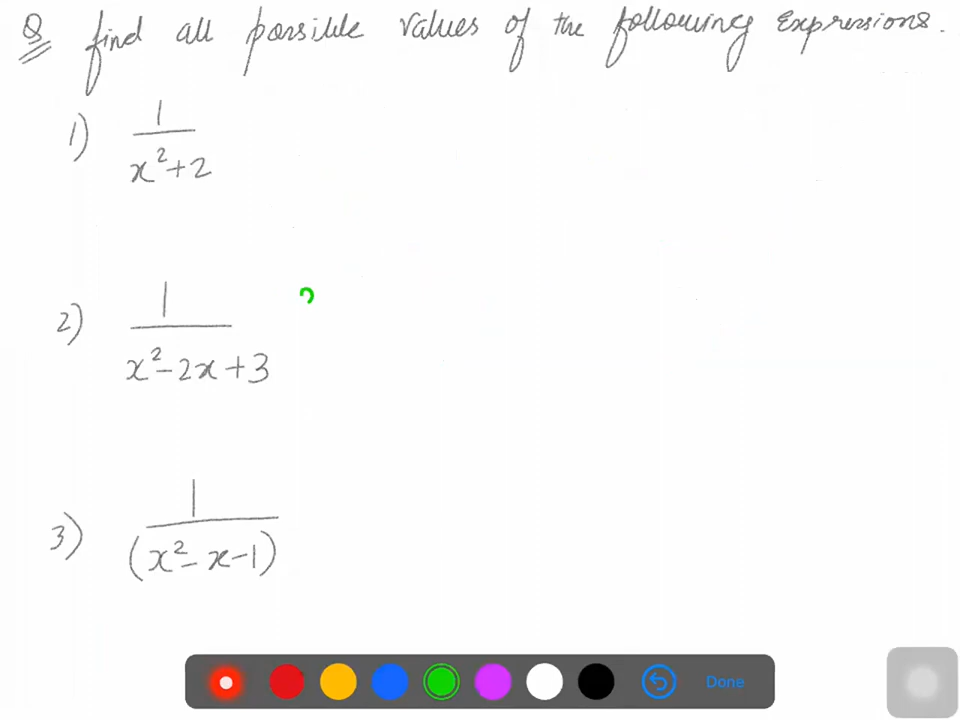 Q find all possible values of the following Expressions.
1) 1
x²+2
2) 1
x²-2x+3
3) 1
(x²-x-1)
Done